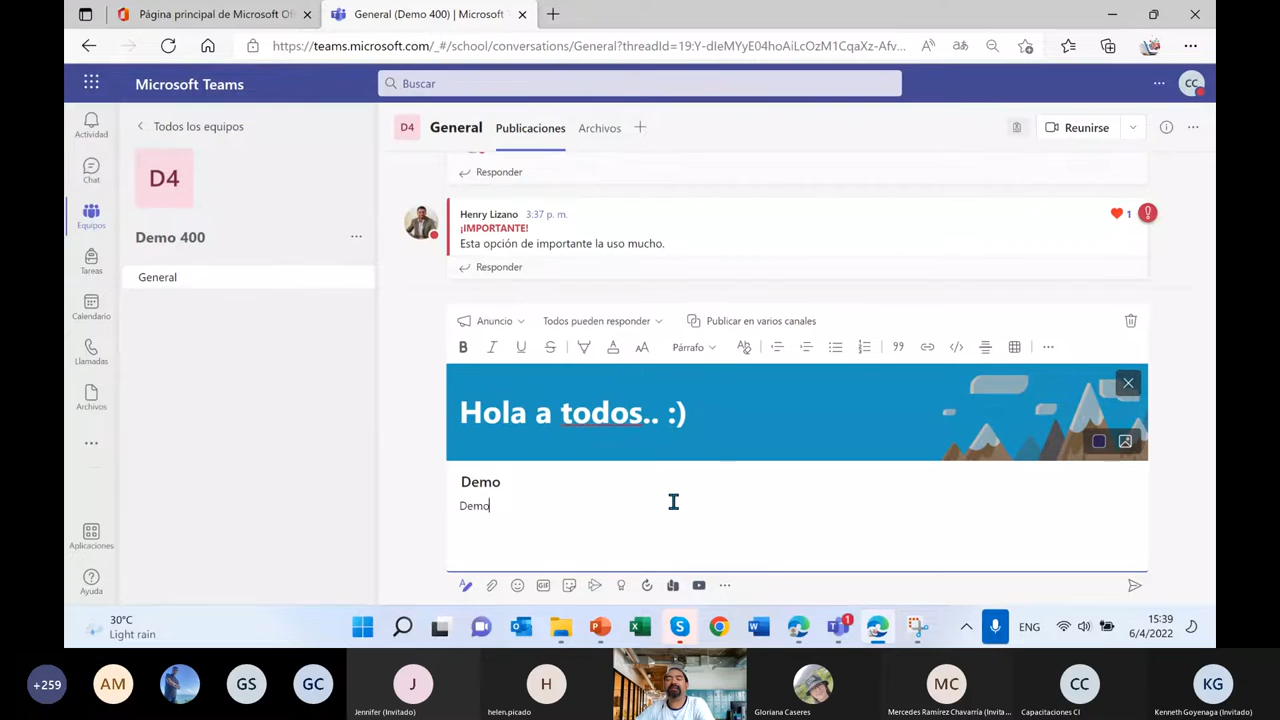 Página principal de Microsoft Of
General (Demo 400) | Microsoft
https://teams.microsoft.com/_#/school/conversations/General?threadId=19:Y-dIeMYyE04hoAiLcOzM1CqaXz-Afv...
Microsoft Teams
Buscar
CC
Actividad
Chat
Equipos
Tareas
Calendario
Llamadas
Archivos
Aplicaciones
Ayuda
Todos los equipos
D4
Demo 400
General
D4 General Publicaciones Archivos
Reunirse
Responder
Henry Lizano 3:37 p. m.
1
¡IMPORTANTE!
Esta opción de importante la uso mucho.
Responder
Anuncio Todos pueden responder Publicar en varios canales
Párrafo
Hola a todos.. :)
Demo
Demo
30°C
Light rain
1
ENG
15:39
6/4/2022
+259 AM GS GC J H MC CC KG
Jennifer (Invitado) helen.picado Gloriana Caseres Mercedes Ramírez Chavarría (Invita... Capacitaciones CI Kenneth Goyenaga (Invitado)